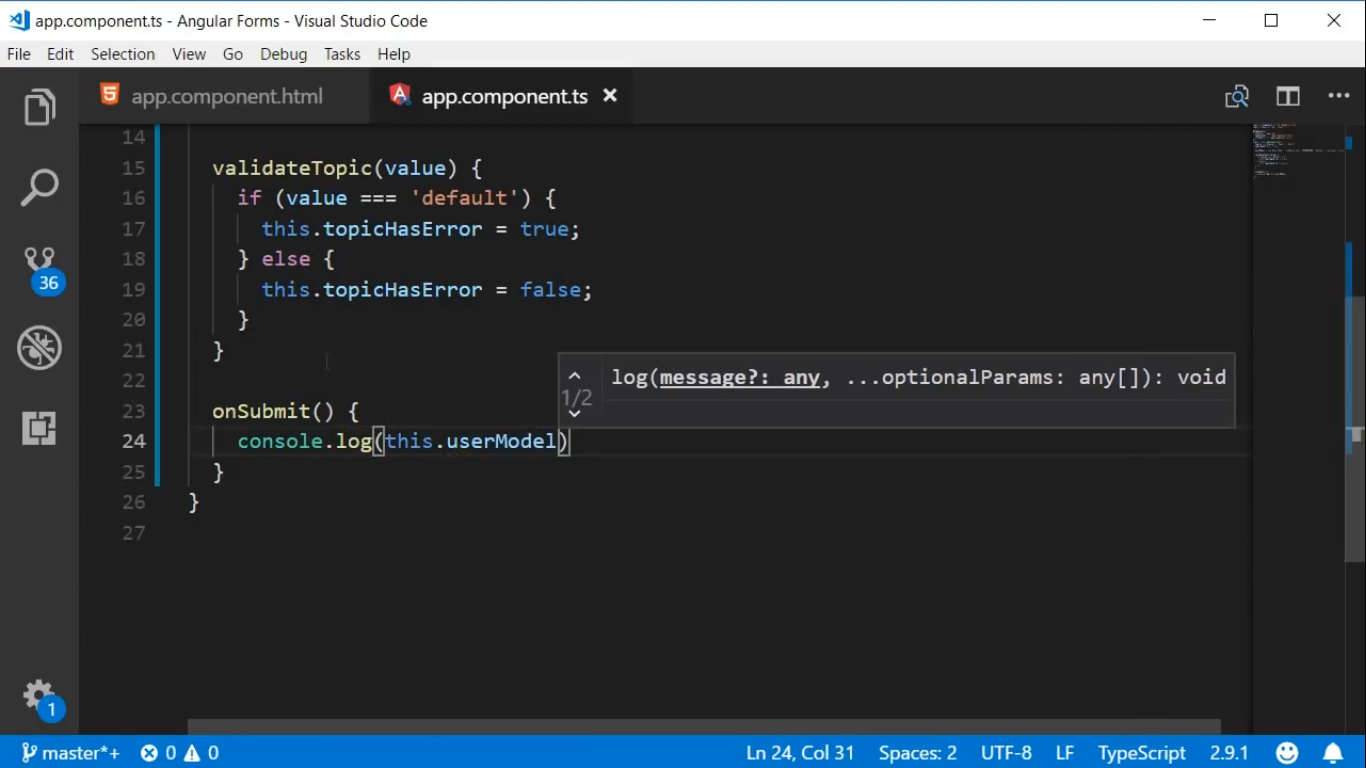 app.component.ts - Angular Forms - Visual Studio Code
File Edit Selection View Go Debug Tasks Help
app.component.html app.component.ts
14
15 validateTopic(value) {
16 if (value === 'default') {
17 this.topicHasError = true;
18 } else {
19 this.topicHasError = false;
20 }
21 }
22
log(message?: any, ...optionalParams: any[]): void
1/2
23 onSubmit() {
24 console.log(this.userModel)
25 }
26 }
27
36
1
master*+ 0 0 Ln 24, Col 31 Spaces: 2 UTF-8 LF TypeScript 2.9.1